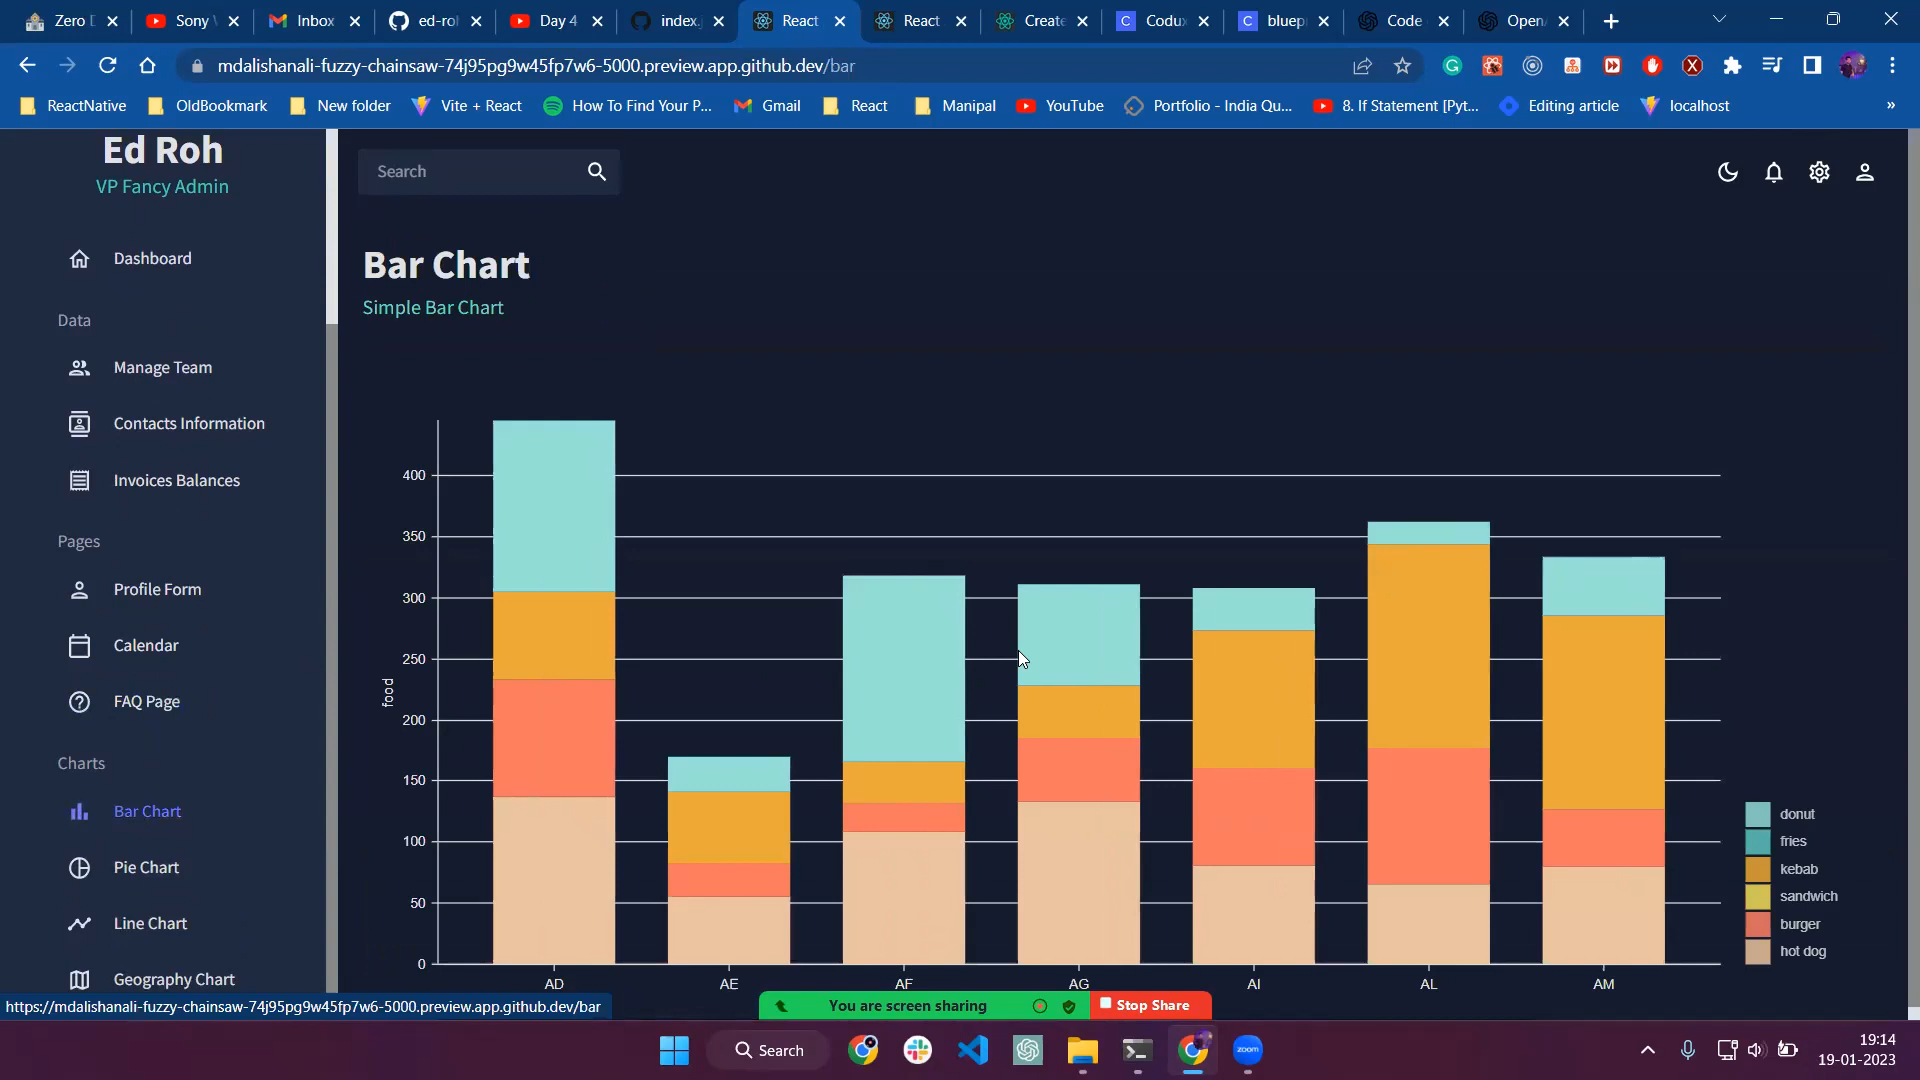 Zero D
Sony V
Inbox
ed-roh
Day 4
index.j
React
React
Create
Codux
bluepr
Code
OpenA
mdalishanali-fuzzy-chainsaw-74j95pg9w45fp7w6-5000.preview.app.github.dev/bar
ReactNative
OldBookmark
New folder
Vite + React
How To Find Your P...
Gmail
React
Manipal
YouTube
Portfolio - India Qu...
8. If Statement [Pyt...
Editing article
localhost
»
Ed Roh
VP Fancy Admin
Search
Dashboard
Data
Manage Team
Contacts Information
Invoices Balances
Pages
Profile Form
Calendar
FAQ Page
Charts
Bar Chart
Pie Chart
Line Chart
Geography Chart
Bar Chart
Simple Bar Chart
400
350
300
250
200
150
100
50
0
food
AD
AE
AF
AG
AI
AL
AM
donut
fries
kebab
sandwich
burger
hot dog
https://mdalishanali-fuzzy-chainsaw-74j95pg9w45fp7w6-5000.preview.app.github.dev/bar
You are screen sharing
Stop Share
Search
zoom
19:14
19-01-2023